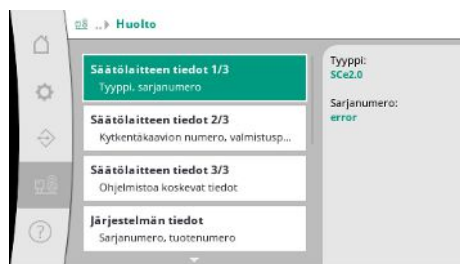 ..▸ Huolto
Säätölaitteen tiedot 1/3
Tyyppi, sarjanumero
Säätölaitteen tiedot 2/3
Kytkentäkaavion numero, valmistusp...
Säätölaitteen tiedot 3/3
Ohjelmistoa koskevat tiedot
Järjestelmän tiedot
Sarjanumero, tuotenumero
Tyyppi:
SCe2.0
Sarjanumero:
error